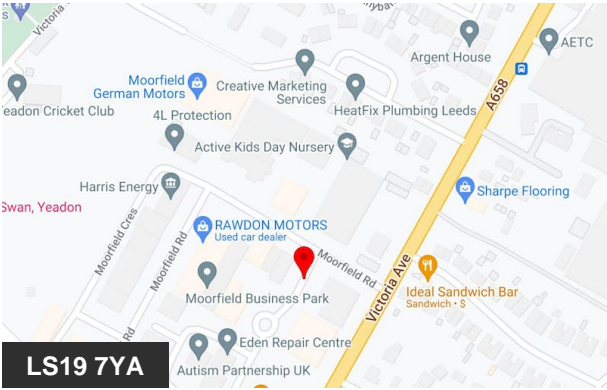 Victoria
Argent House
AETC
Moorfield
German Motors
Creative Marketing
Services
A658
eadon Cricket Club
4L Protection
HeatFix Plumbing Leeds
Active Kids Day Nursery
Harris Energy
Sharpe Flooring
Swan, Yeadon
Moorfield Cres
Moorfield Rd
RAWDON MOTORS
Used car dealer
Moorfield Rd
Victoria Ave
Ideal Sandwich Bar
Sandwich · $
Moorfield Business Park
Rd
Eden Repair Centre
LS19 7YA
Autism Partnership UK